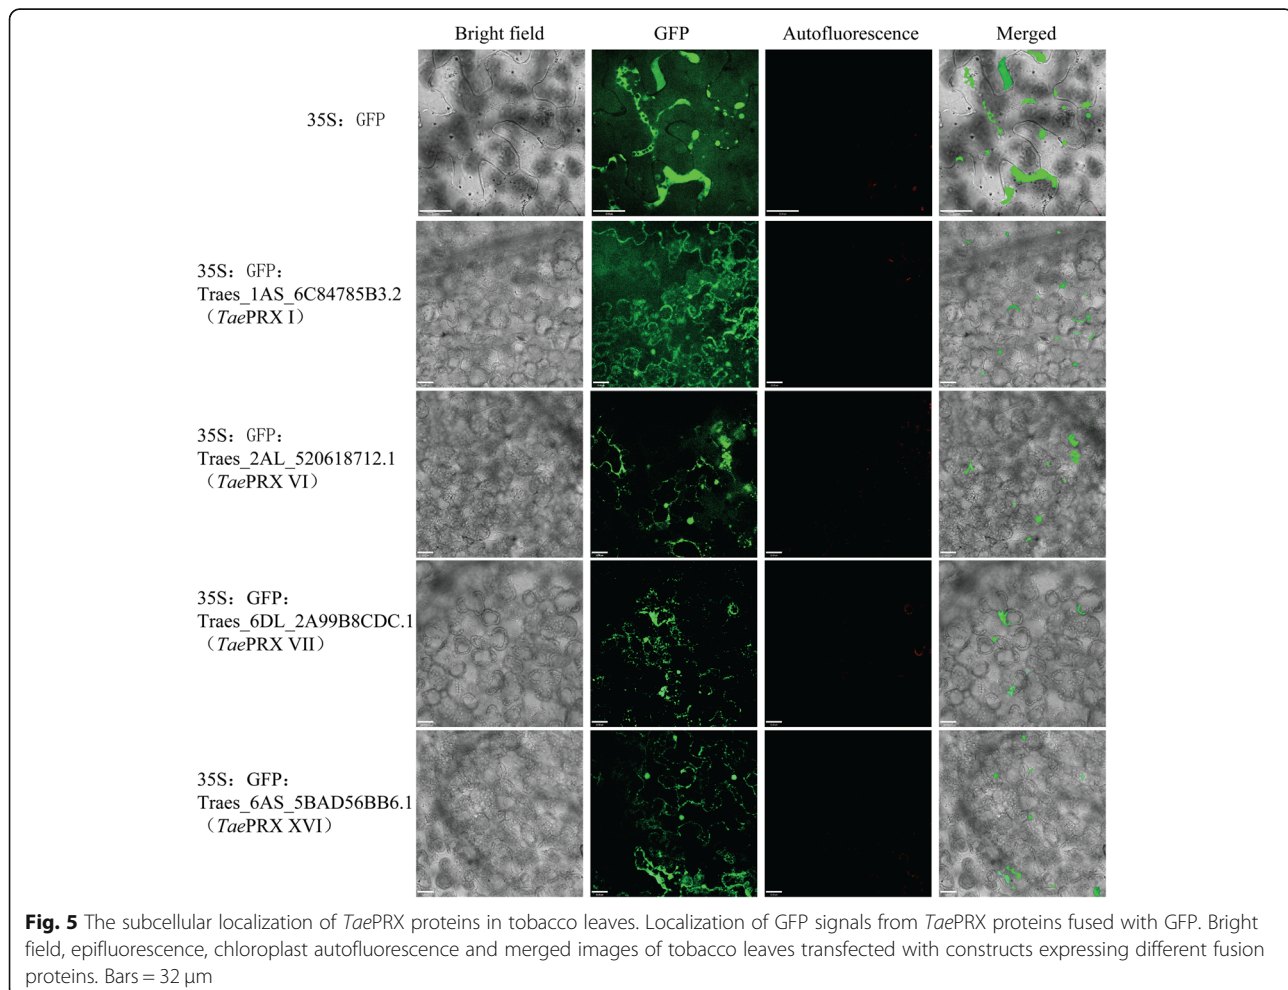 Bright field GFP Autofluorescence Merged
35S：GFP
35S：GFP：
Traes_1AS_6C84785B3.2
（TaePRX I）
35S：GFP：
Traes_2AL_520618712.1
（TaePRX VI）
35S：GFP：
Traes_6DL_2A99B8CDC.1
（TaePRX VII）
35S：GFP：
Traes_6AS_5BAD56BB6.1
（TaePRX XVI）
Fig. 5 The subcellular localization of TaePRX proteins in tobacco leaves. Localization of GFP signals from TaePRX proteins fused with GFP. Bright
field, epifluorescence, chloroplast autofluorescence and merged images of tobacco leaves transfected with constructs expressing different fusion
proteins. Bars = 32 μm